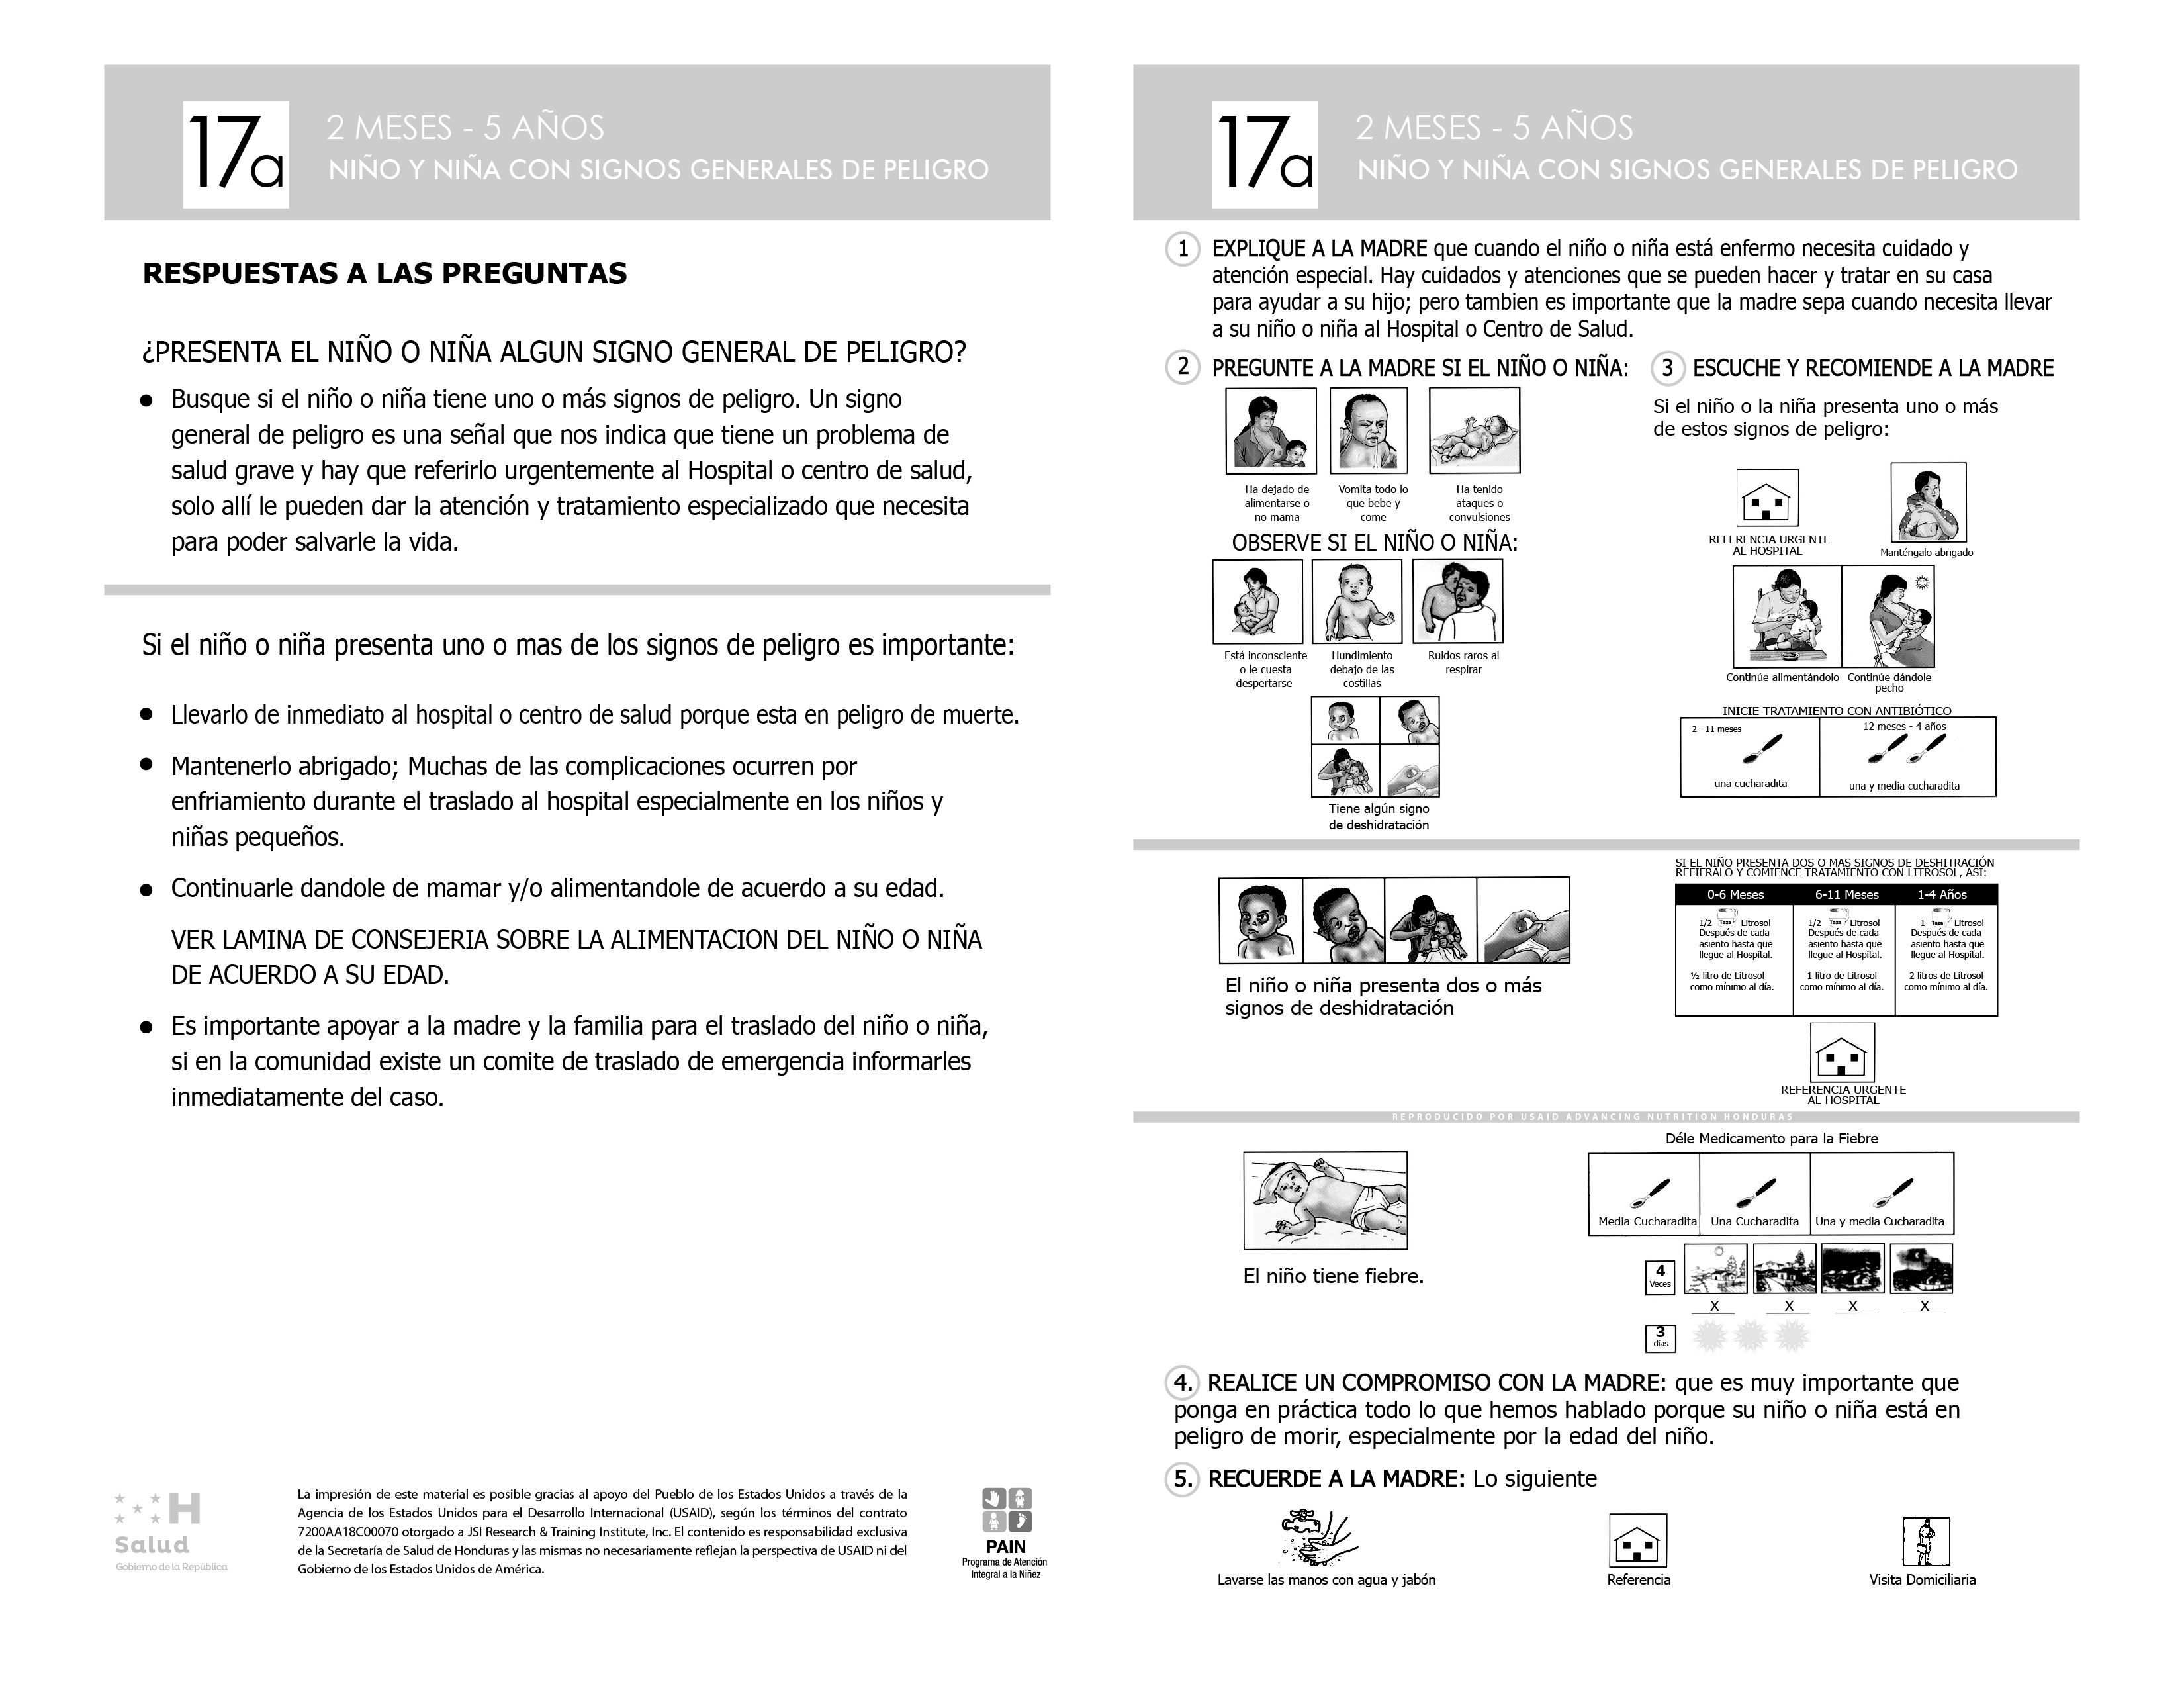 17a
2 MESES - 5 AÑOS
NIÑO Y NIÑA CON SIGNOS GENERALES DE PELIGRO
RESPUESTAS A LAS PREGUNTAS
¿PRESENTA EL NIÑO O NIÑA ALGUN SIGNO GENERAL DE PELIGRO?
● Busque si el niño o niña tiene uno o más signos de peligro. Un signo
general de peligro es una señal que nos indica que tiene un problema de
salud grave y hay que referirlo urgentemente al Hospital o centro de salud,
solo allí le pueden dar la atención y tratamiento especializado que necesita
para poder salvarle la vida.
Si el niño o niña presenta uno o mas de los signos de peligro es importante:
● Llevarlo de inmediato al hospital o centro de salud porque esta en peligro de muerte.
● Mantenerlo abrigado; Muchas de las complicaciones ocurren por
enfriamiento durante el traslado al hospital especialmente en los niños y
niñas pequeños.
● Continuarle dandole de mamar y/o alimentandole de acuerdo a su edad.
VER LAMINA DE CONSEJERIA SOBRE LA ALIMENTACION DEL NIÑO O NIÑA
DE ACUERDO A SU EDAD.
● Es importante apoyar a la madre y la familia para el traslado del niño o niña,
si en la comunidad existe un comite de traslado de emergencia informarles
inmediatamente del caso.
H
Salud
Gobierno de la República
La impresión de este material es posible gracias al apoyo del Pueblo de los Estados Unidos a través de la
Agencia de los Estados Unidos para el Desarrollo Internacional (USAID), según los términos del contrato
7200AA18C00070 otorgado a JSI Research & Training Institute, Inc. El contenido es responsabilidad exclusiva
de la Secretaría de Salud de Honduras y las mismas no necesariamente reflejan la perspectiva de USAID ni del
Gobierno de los Estados Unidos de América.
PAIN
Programa de Atención
Integral a la Niñez
17a
2 MESES - 5 AÑOS
NIÑO Y NIÑA CON SIGNOS GENERALES DE PELIGRO
1 EXPLIQUE A LA MADRE que cuando el niño o niña está enfermo necesita cuidado y
atención especial. Hay cuidados y atenciones que se pueden hacer y tratar en su casa
para ayudar a su hijo; pero tambien es importante que la madre sepa cuando necesita llevar
a su niño o niña al Hospital o Centro de Salud.
2 PREGUNTE A LA MADRE SI EL NIÑO O NIÑA:
Ha dejado de
alimentarse o
no mama
Vomita todo lo
que bebe y
come
Ha tenido
ataques o
convulsiones
OBSERVE SI EL NIÑO O NIÑA:
Está inconsciente
o le cuesta
despertarse
Hundimiento
debajo de las
costillas
Ruidos raros al
respirar
Tiene algún signo
de deshidratación
3 ESCUCHE Y RECOMIENDE A LA MADRE
Si el niño o la niña presenta uno o más
de estos signos de peligro:
REFERENCIA URGENTE
AL HOSPITAL
Manténgalo abrigado
Continúe alimentándolo
Continúe dándole
pecho
INICIE TRATAMIENTO CON ANTIBIÓTICO
2 - 11 meses
una cucharadita
12 meses - 4 años
una y media cucharadita
El niño o niña presenta dos o más
signos de deshidratación
SI EL NIÑO PRESENTA DOS O MAS SIGNOS DE DESHITRACIÓN
REFIERALO Y COMIENCE TRATAMIENTO CON LITROSOL, ASI:
0-6 Meses
1/2 Taza Litrosol
Después de cada
asiento hasta que
llegue al Hospital.
½ litro de Litrosol
como mínimo al día.
6-11 Meses
1/2 Taza Litrosol
Después de cada
asiento hasta que
llegue al Hospital.
1 litro de Litrosol
como mínimo al día.
1-4 Años
1 Taza Litrosol
Después de cada
asiento hasta que
llegue al Hospital.
2 litros de Litrosol
como mínimo al día.
REFERENCIA URGENTE
AL HOSPITAL
REPRODUCIDO POR USAID ADVANCING NUTRITION HONDURAS
El niño tiene fiebre.
Déle Medicamento para la Fiebre
Media Cucharadita
Una Cucharadita
Una y media Cucharadita
4
Veces
X X X X
3
días
4. REALICE UN COMPROMISO CON LA MADRE: que es muy importante que
ponga en práctica todo lo que hemos hablado porque su niño o niña está en
peligro de morir, especialmente por la edad del niño.
5. RECUERDE A LA MADRE: Lo siguiente
Lavarse las manos con agua y jabón
Referencia
Visita Domiciliaria